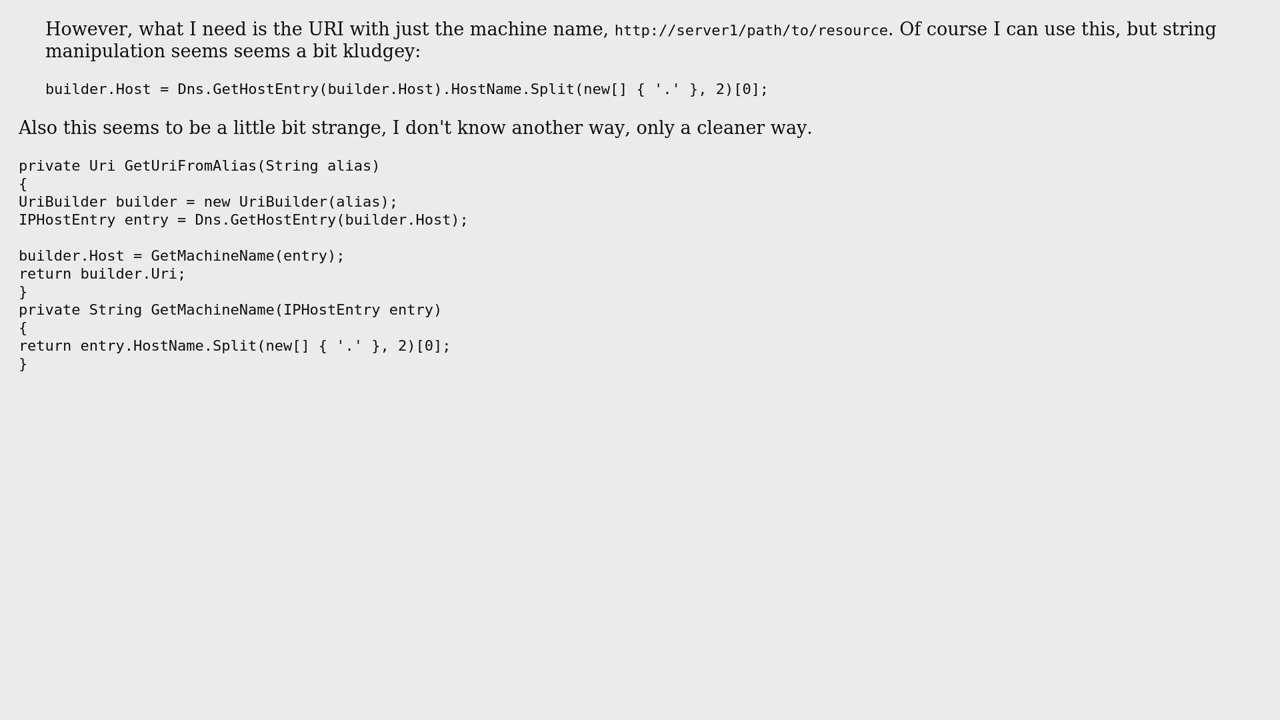 However, what I need is the URI with just the machine name, http://server1/path/to/resource. Of course I can use this, but string
manipulation seems seems a bit kludgey:
builder.Host = Dns.GetHostEntry(builder.Host).HostName.Split(new[] { '.' }, 2)[0];
Also this seems to be a little bit strange, I don't know another way, only a cleaner way.
private Uri GetUriFromAlias(String alias)
{
UriBuilder builder = new UriBuilder(alias);
IPHostEntry entry = Dns.GetHostEntry(builder.Host);
builder.Host = GetMachineName(entry);
return builder.Uri;
}
private String GetMachineName(IPHostEntry entry)
{
return entry.HostName.Split(new[] { '.' }, 2)[0];
}